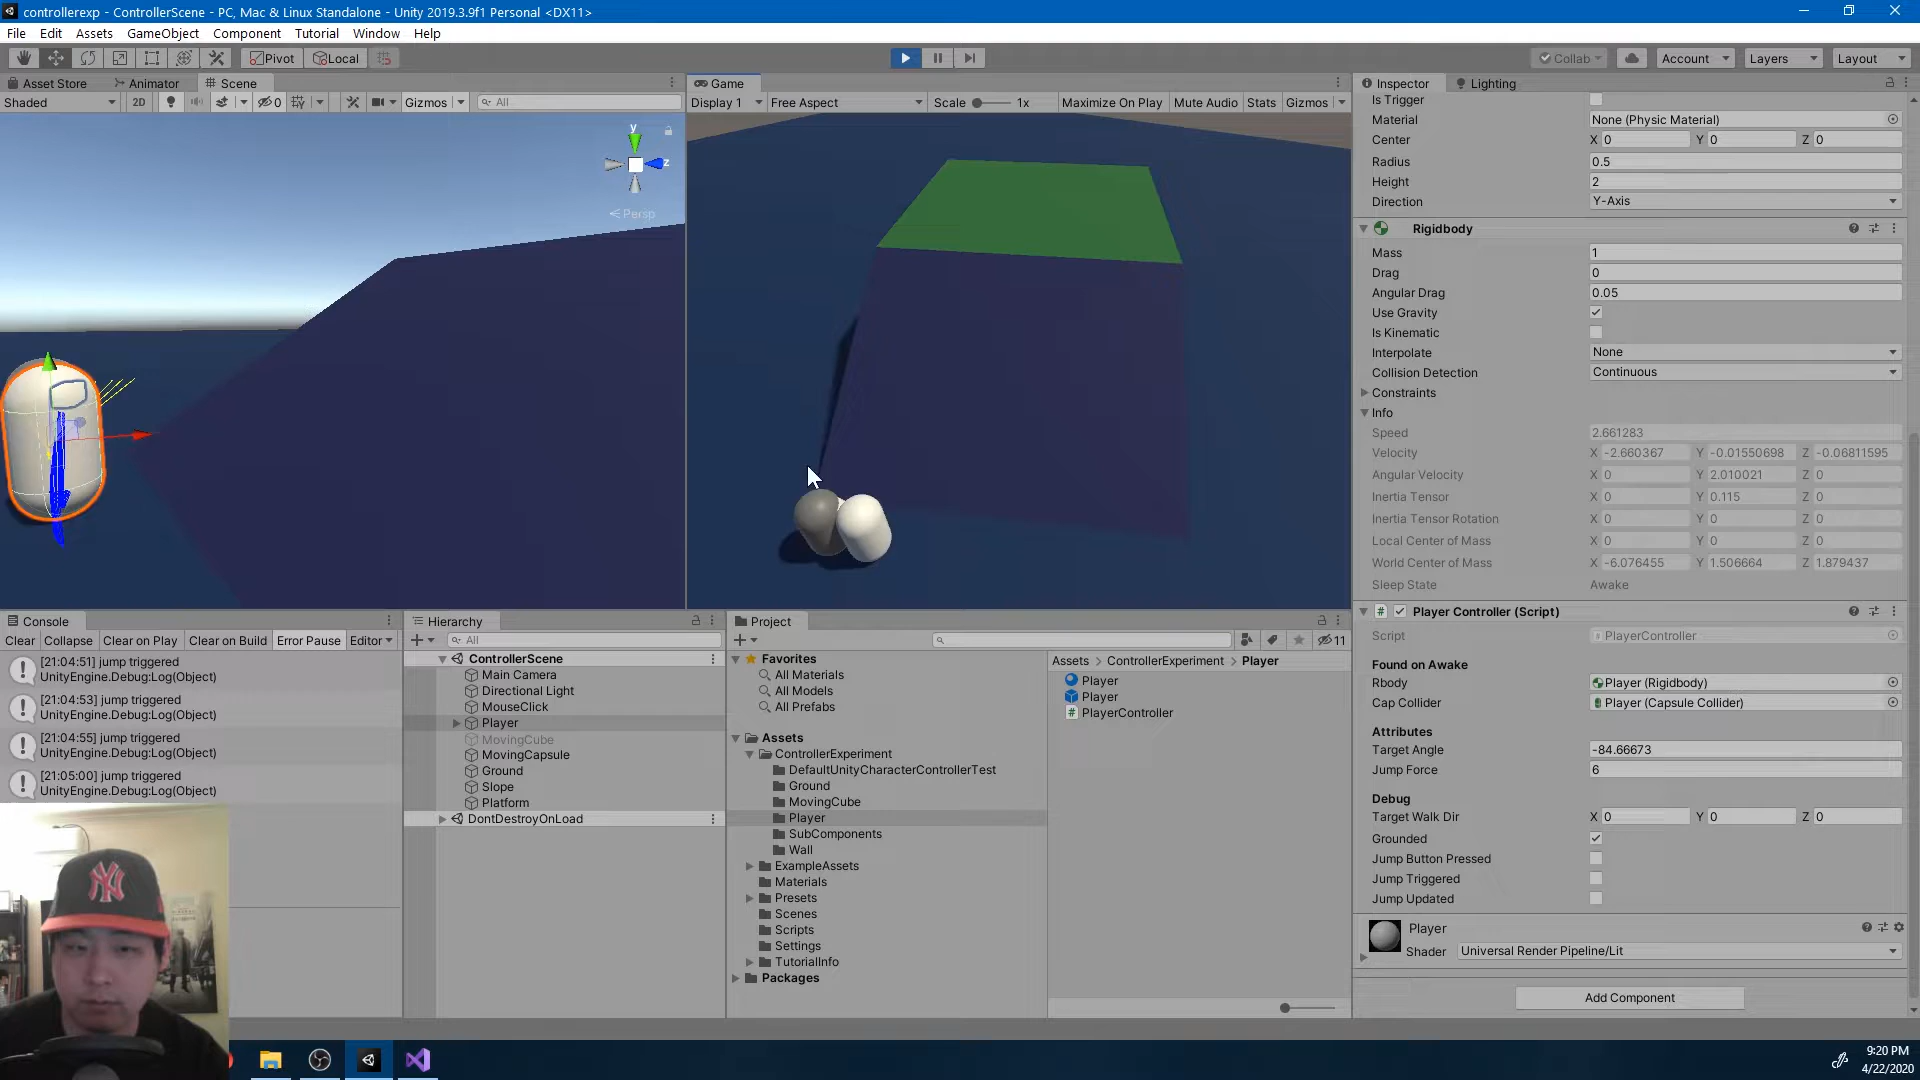 controllerexp - ControllerScene - PC, Mac & Linux Standalone - Unity 2019.3.9f1 Personal <DX11>
File Edit Assets GameObject Component Tutorial Window Help
Pivot Local Collab Account Layers Layout
Asset Store Animator Scene
Shaded 2D 0 Gizmos All
y
z
Persp
Game
Display 1 Free Aspect Scale 1x Maximize On Play Mute Audio Stats Gizmos
Inspector Lighting
Is Trigger
Material None (Physic Material)
Center X 0 Y 0 Z 0
Radius 0.5
Height 2
Direction Y-Axis
Rigidbody
Mass 1
Drag 0
Angular Drag 0.05
Use Gravity
Is Kinematic
Interpolate None
Collision Detection Continuous
Constraints
Info
Speed 2.661283
Velocity X -2.660367 Y -0.01550698 Z -0.06811595
Angular Velocity X 0 Y 2.010021 Z 0
Inertia Tensor X 0 Y 0.115 Z 0
Inertia Tensor Rotation X 0 Y 0 Z 0
Local Center of Mass X 0 Y 0 Z 0
World Center of Mass X -6.076455 Y 1.506664 Z 1.879437
Sleep State Awake
Player Controller (Script)
Script PlayerController
Found on Awake
Rbody Player (Rigidbody)
Cap Collider Player (Capsule Collider)
Attributes
Target Angle -84.66673
Jump Force 6
Debug
Target Walk Dir X 0 Y 0 Z 0
Grounded
Jump Button Pressed
Jump Triggered
Jump Updated
Player
Shader Universal Render Pipeline/Lit
Add Component
Console
Clear Collapse Clear on Play Clear on Build Error Pause Editor
[21:04:51] jump triggered
UnityEngine.Debug:Log(Object)
[21:04:53] jump triggered
UnityEngine.Debug:Log(Object)
[21:04:55] jump triggered
UnityEngine.Debug:Log(Object)
[21:05:00] jump triggered
UnityEngine.Debug:Log(Object)
Hierarchy
All
ControllerScene
Main Camera
Directional Light
MouseClick
Player
MovingCube
MovingCapsule
Ground
Slope
Platform
DontDestroyOnLoad
Project
11
Favorites
All Materials
All Models
All Prefabs
Assets
ControllerExperiment
DefaultUnityCharacterControllerTest
Ground
MovingCube
Player
SubComponents
Wall
ExampleAssets
Materials
Presets
Scenes
Scripts
Settings
TutorialInfo
Packages
Assets > ControllerExperiment > Player
Player
Player
PlayerController
9:20 PM
4/22/2020